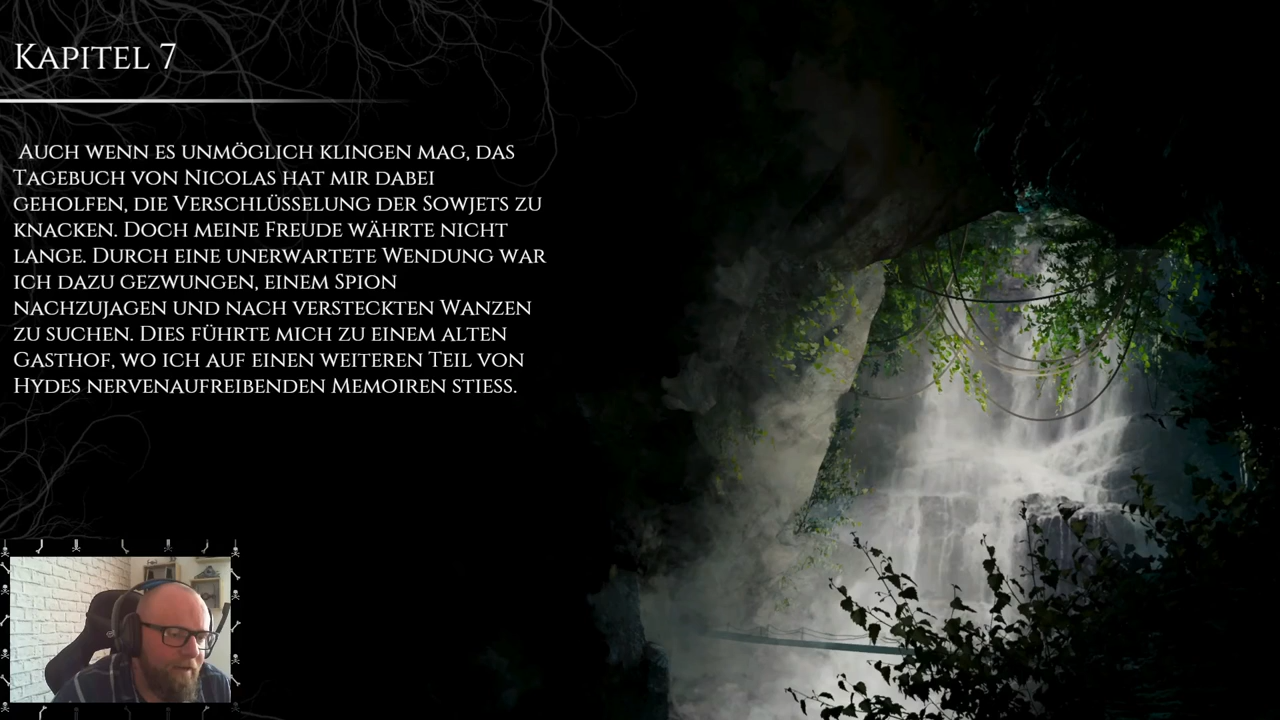 Kapitel 7
Auch wenn es unmöglich klingen mag, das
Tagebuch von Nicolas hat mir dabei
geholfen, die Verschlüsselung der Sowjets zu
knacken. Doch meine Freude währte nicht
lange. Durch eine unerwartete Wendung war
ich dazu gezwungen, einem Spion
nachzujagen und nach versteckten Wanzen
zu suchen. Dies führte mich zu einem alten
Gasthof, wo ich auf einen weiteren Teil von
Hydes nervenaufreibenden Memoiren stieß.